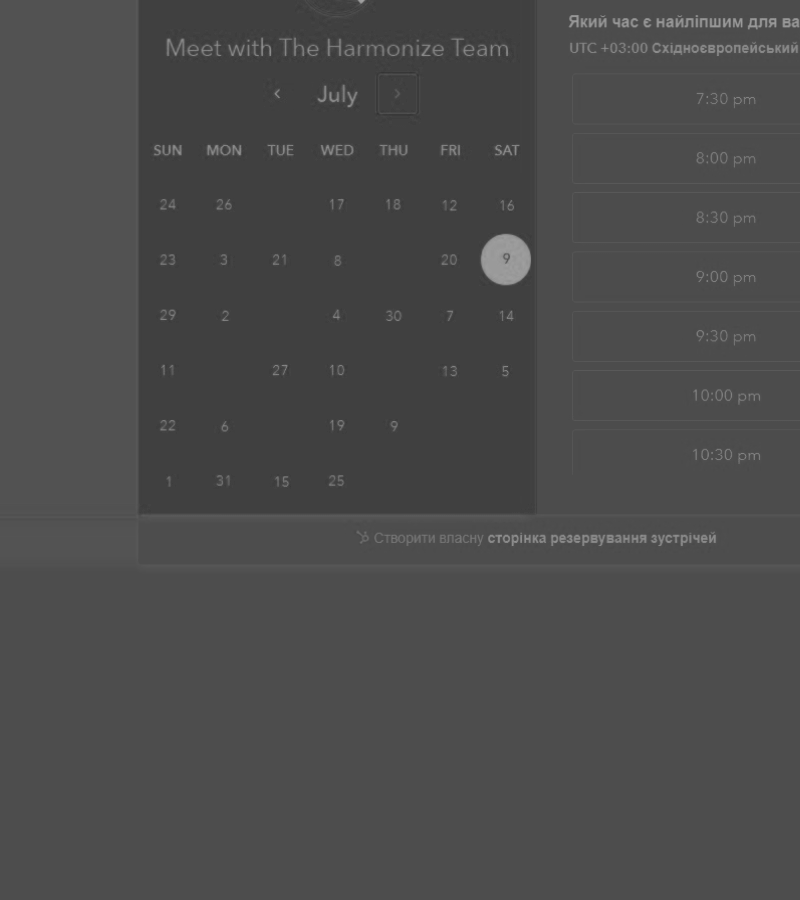 Meet with The Harmonize Team
July
SUN MON TUE WED THU FRI SAT
24 26 17 18 12 16
23 3 21 8 20 9
29 2 4 30 7 14
11 27 10 13 5
22 6 19 9
1 31 15 25
Який час є найліпшим для ва
UTC +03:00 Східноєвропейський
7:30 pm
8:00 pm
8:30 pm
9:00 pm
9:30 pm
10:00 pm
10:30 pm
Створити власну сторінка резервування зустрічей